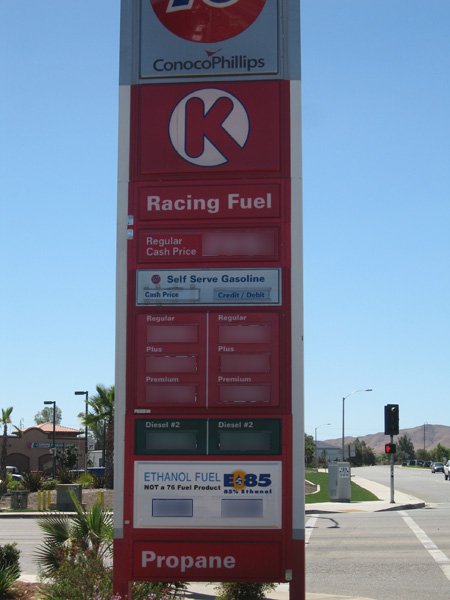 76
ConocoPhillips
K
Racing Fuel
Regular
Cash Price
Self Serve Gasoline
Cash Price Credit / Debit
Regular Regular
Plus Plus
Premium Premium
Diesel #2 Diesel #2
ETHANOL FUEL E85
NOT a 76 Fuel Product 85% Ethanol
Propane